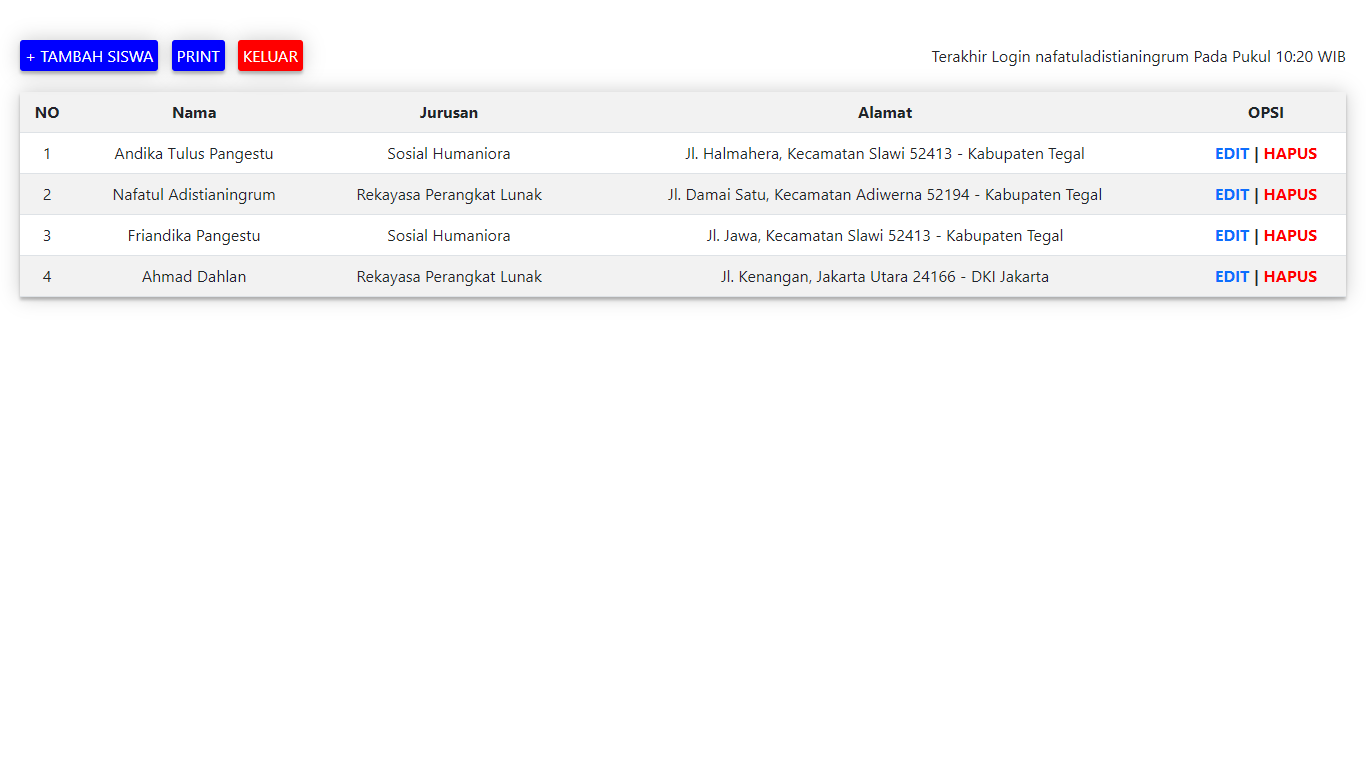 + TAMBAH SISWA PRINT KELUAR Terakhir Login nafatuladistianingrum Pada Pukul 10:20 WIB
NO Nama Jurusan Alamat OPSI
1 Andika Tulus Pangestu Sosial Humaniora Jl. Halmahera, Kecamatan Slawi 52413 - Kabupaten Tegal EDIT | HAPUS
2 Nafatul Adistianingrum Rekayasa Perangkat Lunak Jl. Damai Satu, Kecamatan Adiwerna 52194 - Kabupaten Tegal EDIT | HAPUS
3 Friandika Pangestu Sosial Humaniora Jl. Jawa, Kecamatan Slawi 52413 - Kabupaten Tegal EDIT | HAPUS
4 Ahmad Dahlan Rekayasa Perangkat Lunak Jl. Kenangan, Jakarta Utara 24166 - DKI Jakarta EDIT | HAPUS